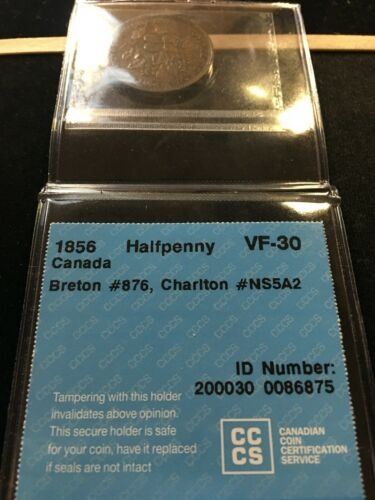 1856 Halfpenny VF-30
Canada
Breton #876, Charlton #NS5A2
ID Number:
200030 0086875
Tampering with this holder
invalidates above opinion.
This secure holder is safe
for your coin, have it replaced
if seals are not intact
CC
CS
CANADIAN
COIN
CERTIFICATION
SERVICE